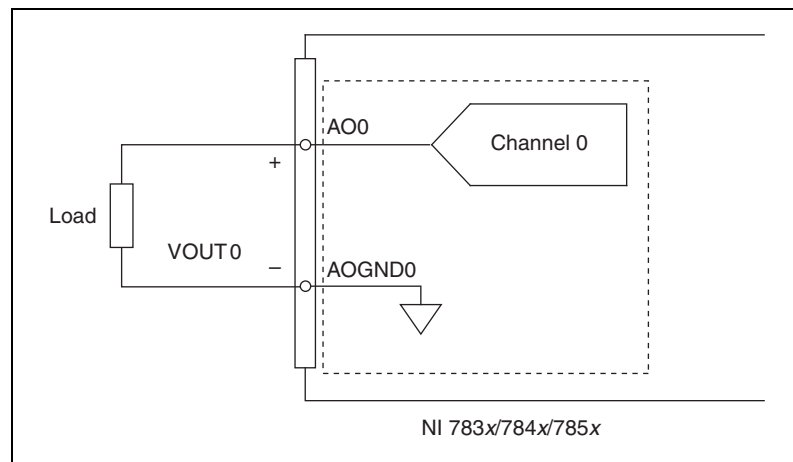 AO0
Channel 0
+
Load
VOUT0
–
AOGND0
NI 783x/784x/785x